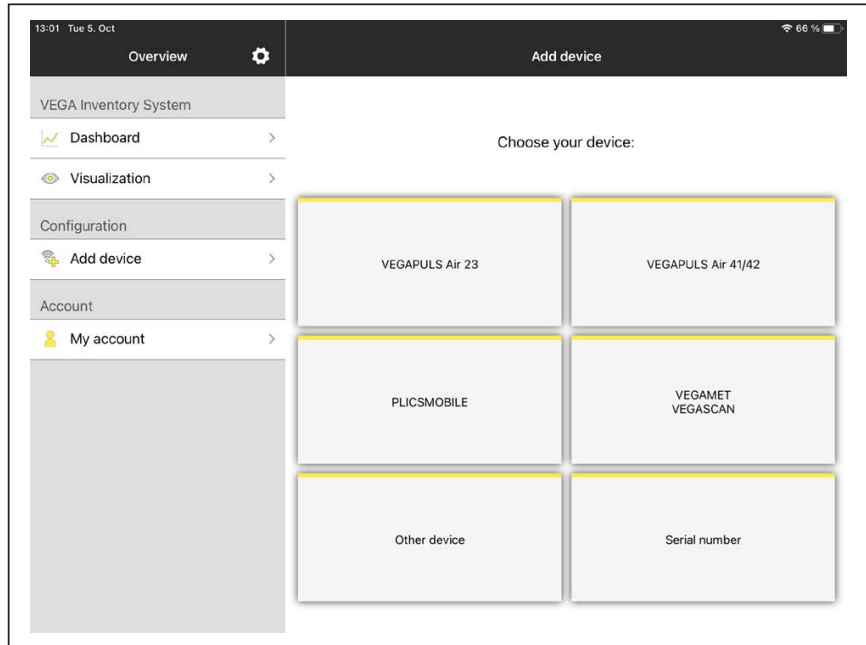 13:01 Tue 5. Oct
66 %
Overview
Add device
VEGA Inventory System
Dashboard
Visualization
Configuration
Add device
Account
My account
Choose your device:
VEGAPULS Air 23
VEGAPULS Air 41/42
PLICSMOBILE
VEGAMET
VEGASCAN
Other device
Serial number